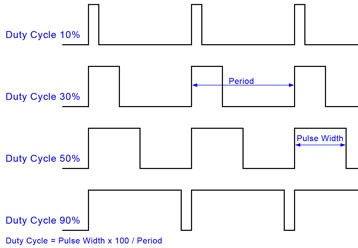 Duty Cycle 10%
Duty Cycle 30%
Period
Duty Cycle 50%
Pulse Width
Duty Cycle 90%
Duty Cycle = Pulse Width x 100 / Period